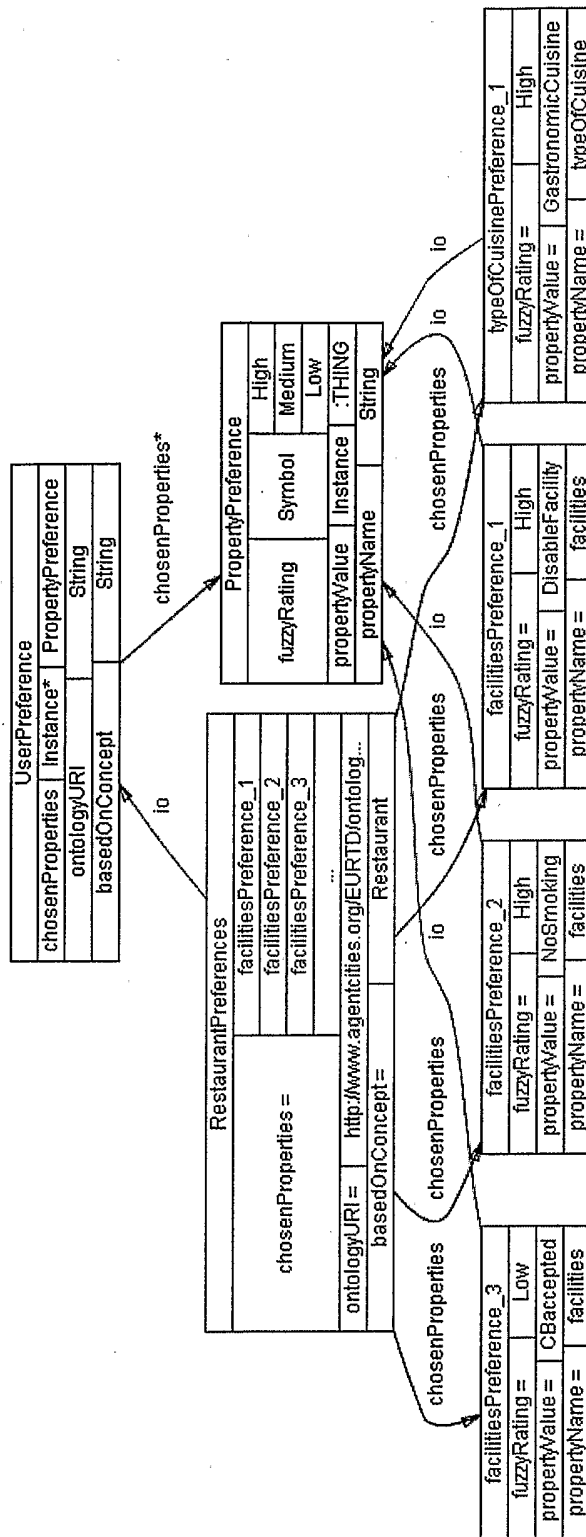 UserPreference
chosenProperties Instance* PropertyPreference
ontologyURI String
basedOnConcept String
io
chosenProperties*
RestaurantPreferences
chosenProperties =
facilitiesPreference_1
facilitiesPreference_2
facilitiesPreference_3
...
ontologyURI = http://www.agentcities.org/EURTD/ontolog...
basedOnConcept = Restaurant
PropertyPreference
fuzzyRating Symbol
High
Medium
Low
propertyValue Instance :THING
propertyName String
chosenProperties
chosenProperties
io
chosenProperties
io
chosenProperties
io
io
facilitiesPreference_3
fuzzyRating = Low
propertyValue = CBaccepted
propertyName = facilities
facilitiesPreference_2
fuzzyRating = High
propertyValue = NoSmoking
propertyName = facilities
facilitiesPreference_1
fuzzyRating = High
propertyValue = DisableFacility
propertyName = facilities
typeOfCuisinePreference_1
fuzzyRating = High
propertyValue = GastronomicCuisine
propertyName = typeOfCuisine